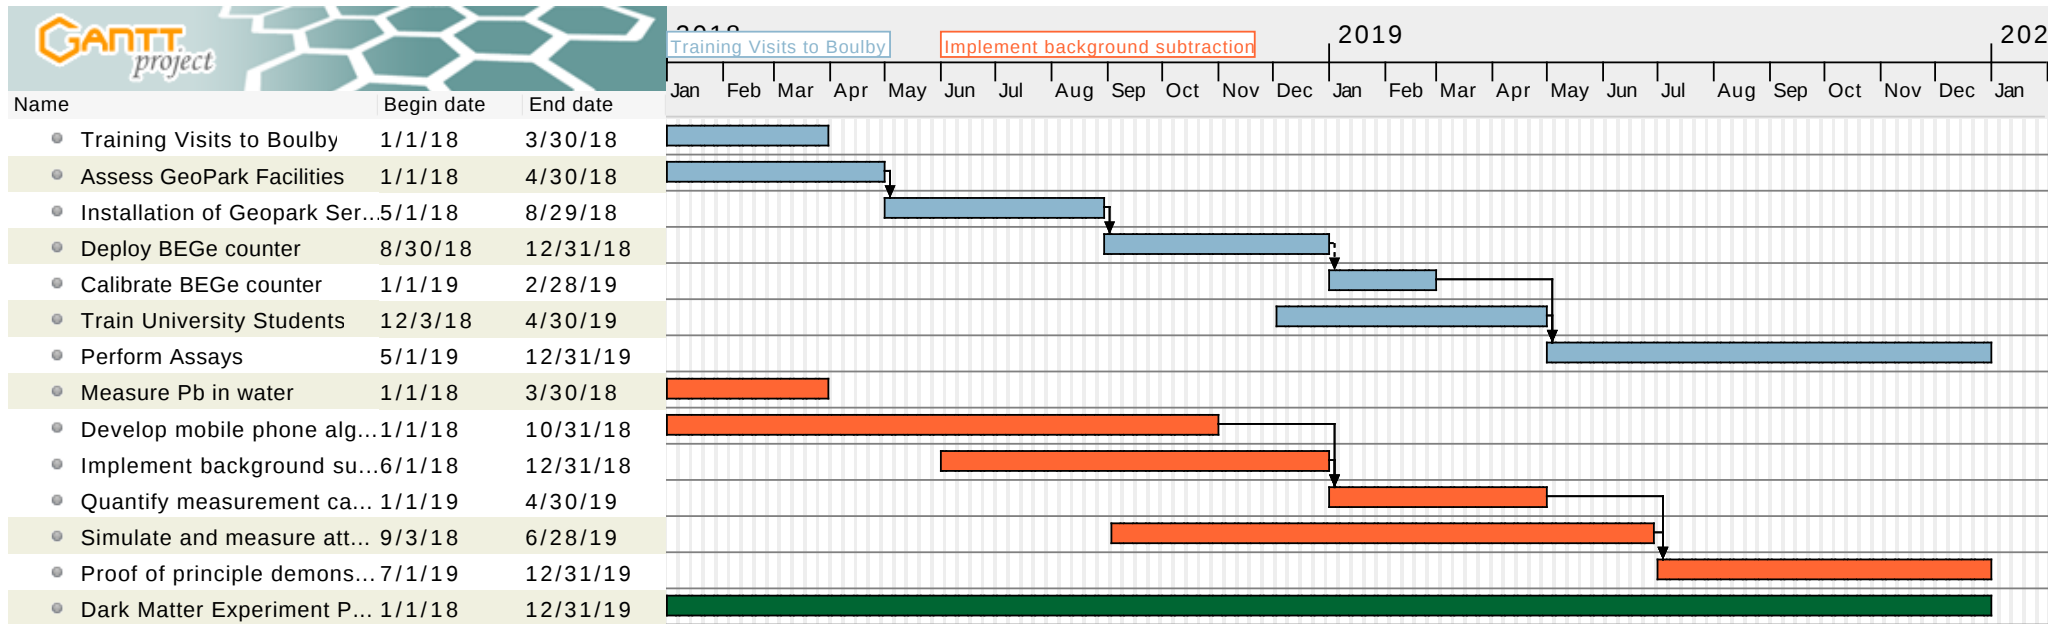 GANTT
project
2018
2019
202
Training Visits to Boulby
Implement background subtraction
Jan Feb Mar Apr May Jun Jul Aug Sep Oct Nov Dec Jan Feb Mar Apr May Jun Jul Aug Sep Oct Nov Dec Jan
Name Begin date End date
Training Visits to Boulby 1/1/18 3/30/18
Assess GeoPark Facilities 1/1/18 4/30/18
Installation of Geopark Ser... 5/1/18 8/29/18
Deploy BEGe counter 8/30/18 12/31/18
Calibrate BEGe counter 1/1/19 2/28/19
Train University Students 12/3/18 4/30/19
Perform Assays 5/1/19 12/31/19
Measure Pb in water 1/1/18 3/30/18
Develop mobile phone alg... 1/1/18 10/31/18
Implement background su... 6/1/18 12/31/18
Quantify measurement ca... 1/1/19 4/30/19
Simulate and measure att... 9/3/18 6/28/19
Proof of principle demons... 7/1/19 12/31/19
Dark Matter Experiment P... 1/1/18 12/31/19